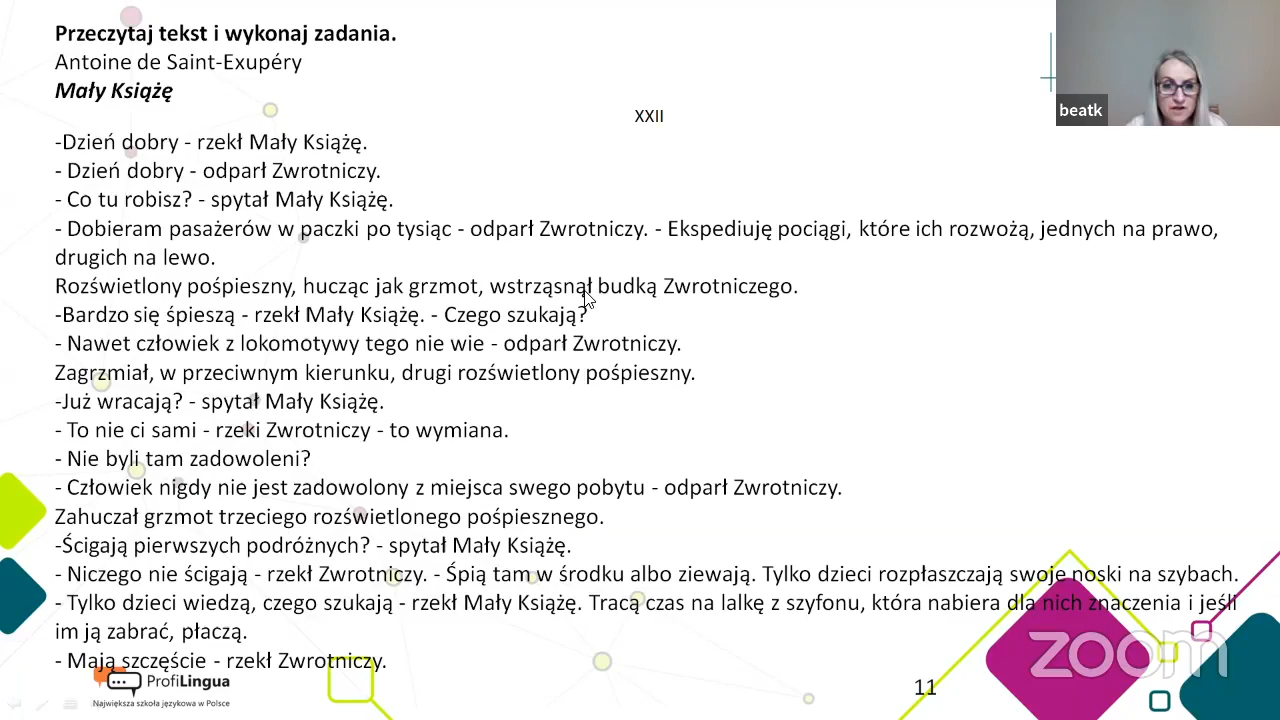 Przeczytaj tekst i wykonaj zadania.
Antoine de Saint-Exupéry
Mały Książę
XXII
-Dzień dobry - rzekł Mały Książę.
- Dzień dobry - odparł Zwrotniczy.
- Co tu robisz? - spytał Mały Książę.
- Dobieram pasażerów w paczki po tysiąc - odparł Zwrotniczy. - Ekspediuję pociągi, które ich rozwożą, jednych na prawo,
drugich na lewo.
Rozświetlony pośpieszny, hucząc jak grzmot, wstrząsnął budką Zwrotniczego.
-Bardzo się śpieszą - rzekł Mały Książę. - Czego szukają?
- Nawet człowiek z lokomotywy tego nie wie - odparł Zwrotniczy.
Zagrzmiał, w przeciwnym kierunku, drugi rozświetlony pośpieszny.
-Już wracają? - spytał Mały Książę.
- To nie ci sami - rzeki Zwrotniczy - to wymiana.
- Nie byli tam zadowoleni?
- Człowiek nigdy nie jest zadowolony z miejsca swego pobytu - odparł Zwrotniczy.
Zahuczał grzmot trzeciego rozświetlonego pośpiesznego.
-Ścigają pierwszych podróżnych? - spytał Mały Książę.
- Niczego nie ścigają - rzekł Zwrotniczy. - Śpią tam w środku albo ziewają. Tylko dzieci rozpłaszczają swoje noski na szybach.
- Tylko dzieci wiedzą, czego szukają - rzekł Mały Książę. Tracą czas na lalkę z szyfonu, która nabiera dla nich znaczenia i jeśli
im ją zabrać, płaczą.
- Mają szczęście - rzekł Zwrotniczy.
beatk
ProfiLingua
Największa szkoła językowa w Polsce
11
zoom